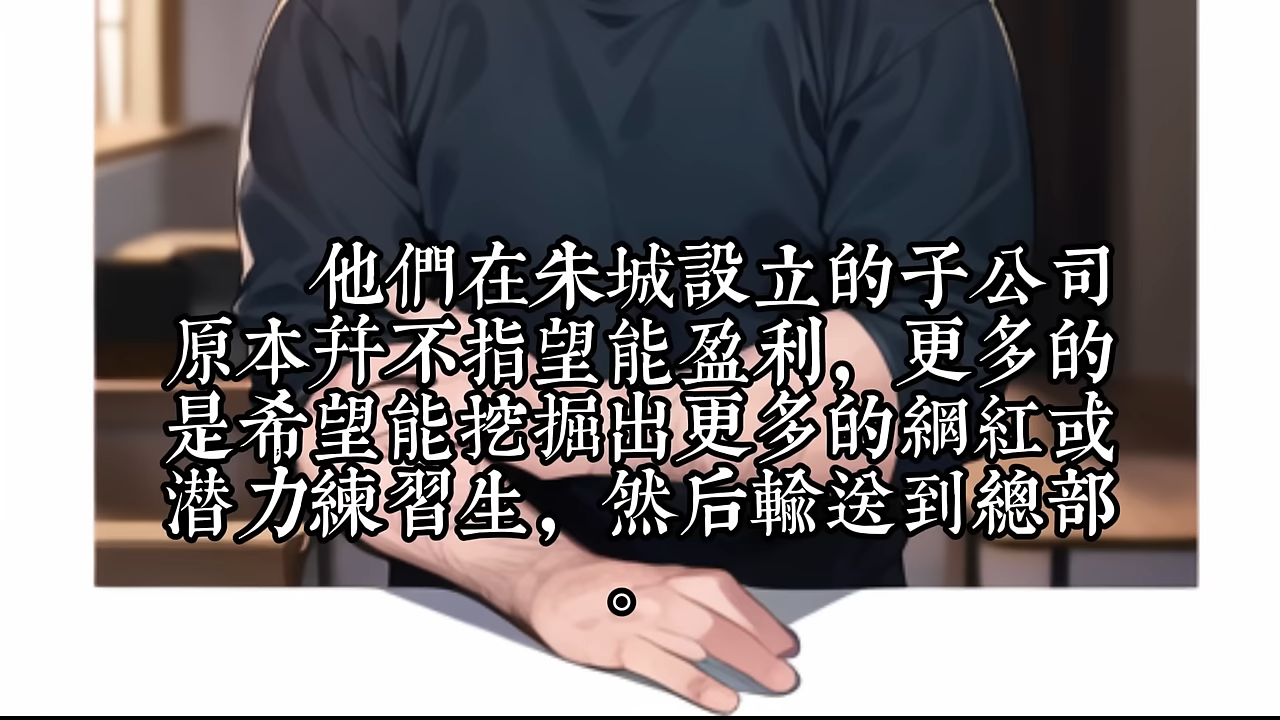 他們在朱城設立的子公司
原本幷不指望能盈利，更多的
是希望能挖掘出更多的網紅或
潜力練習生，然后輸送到總部
。